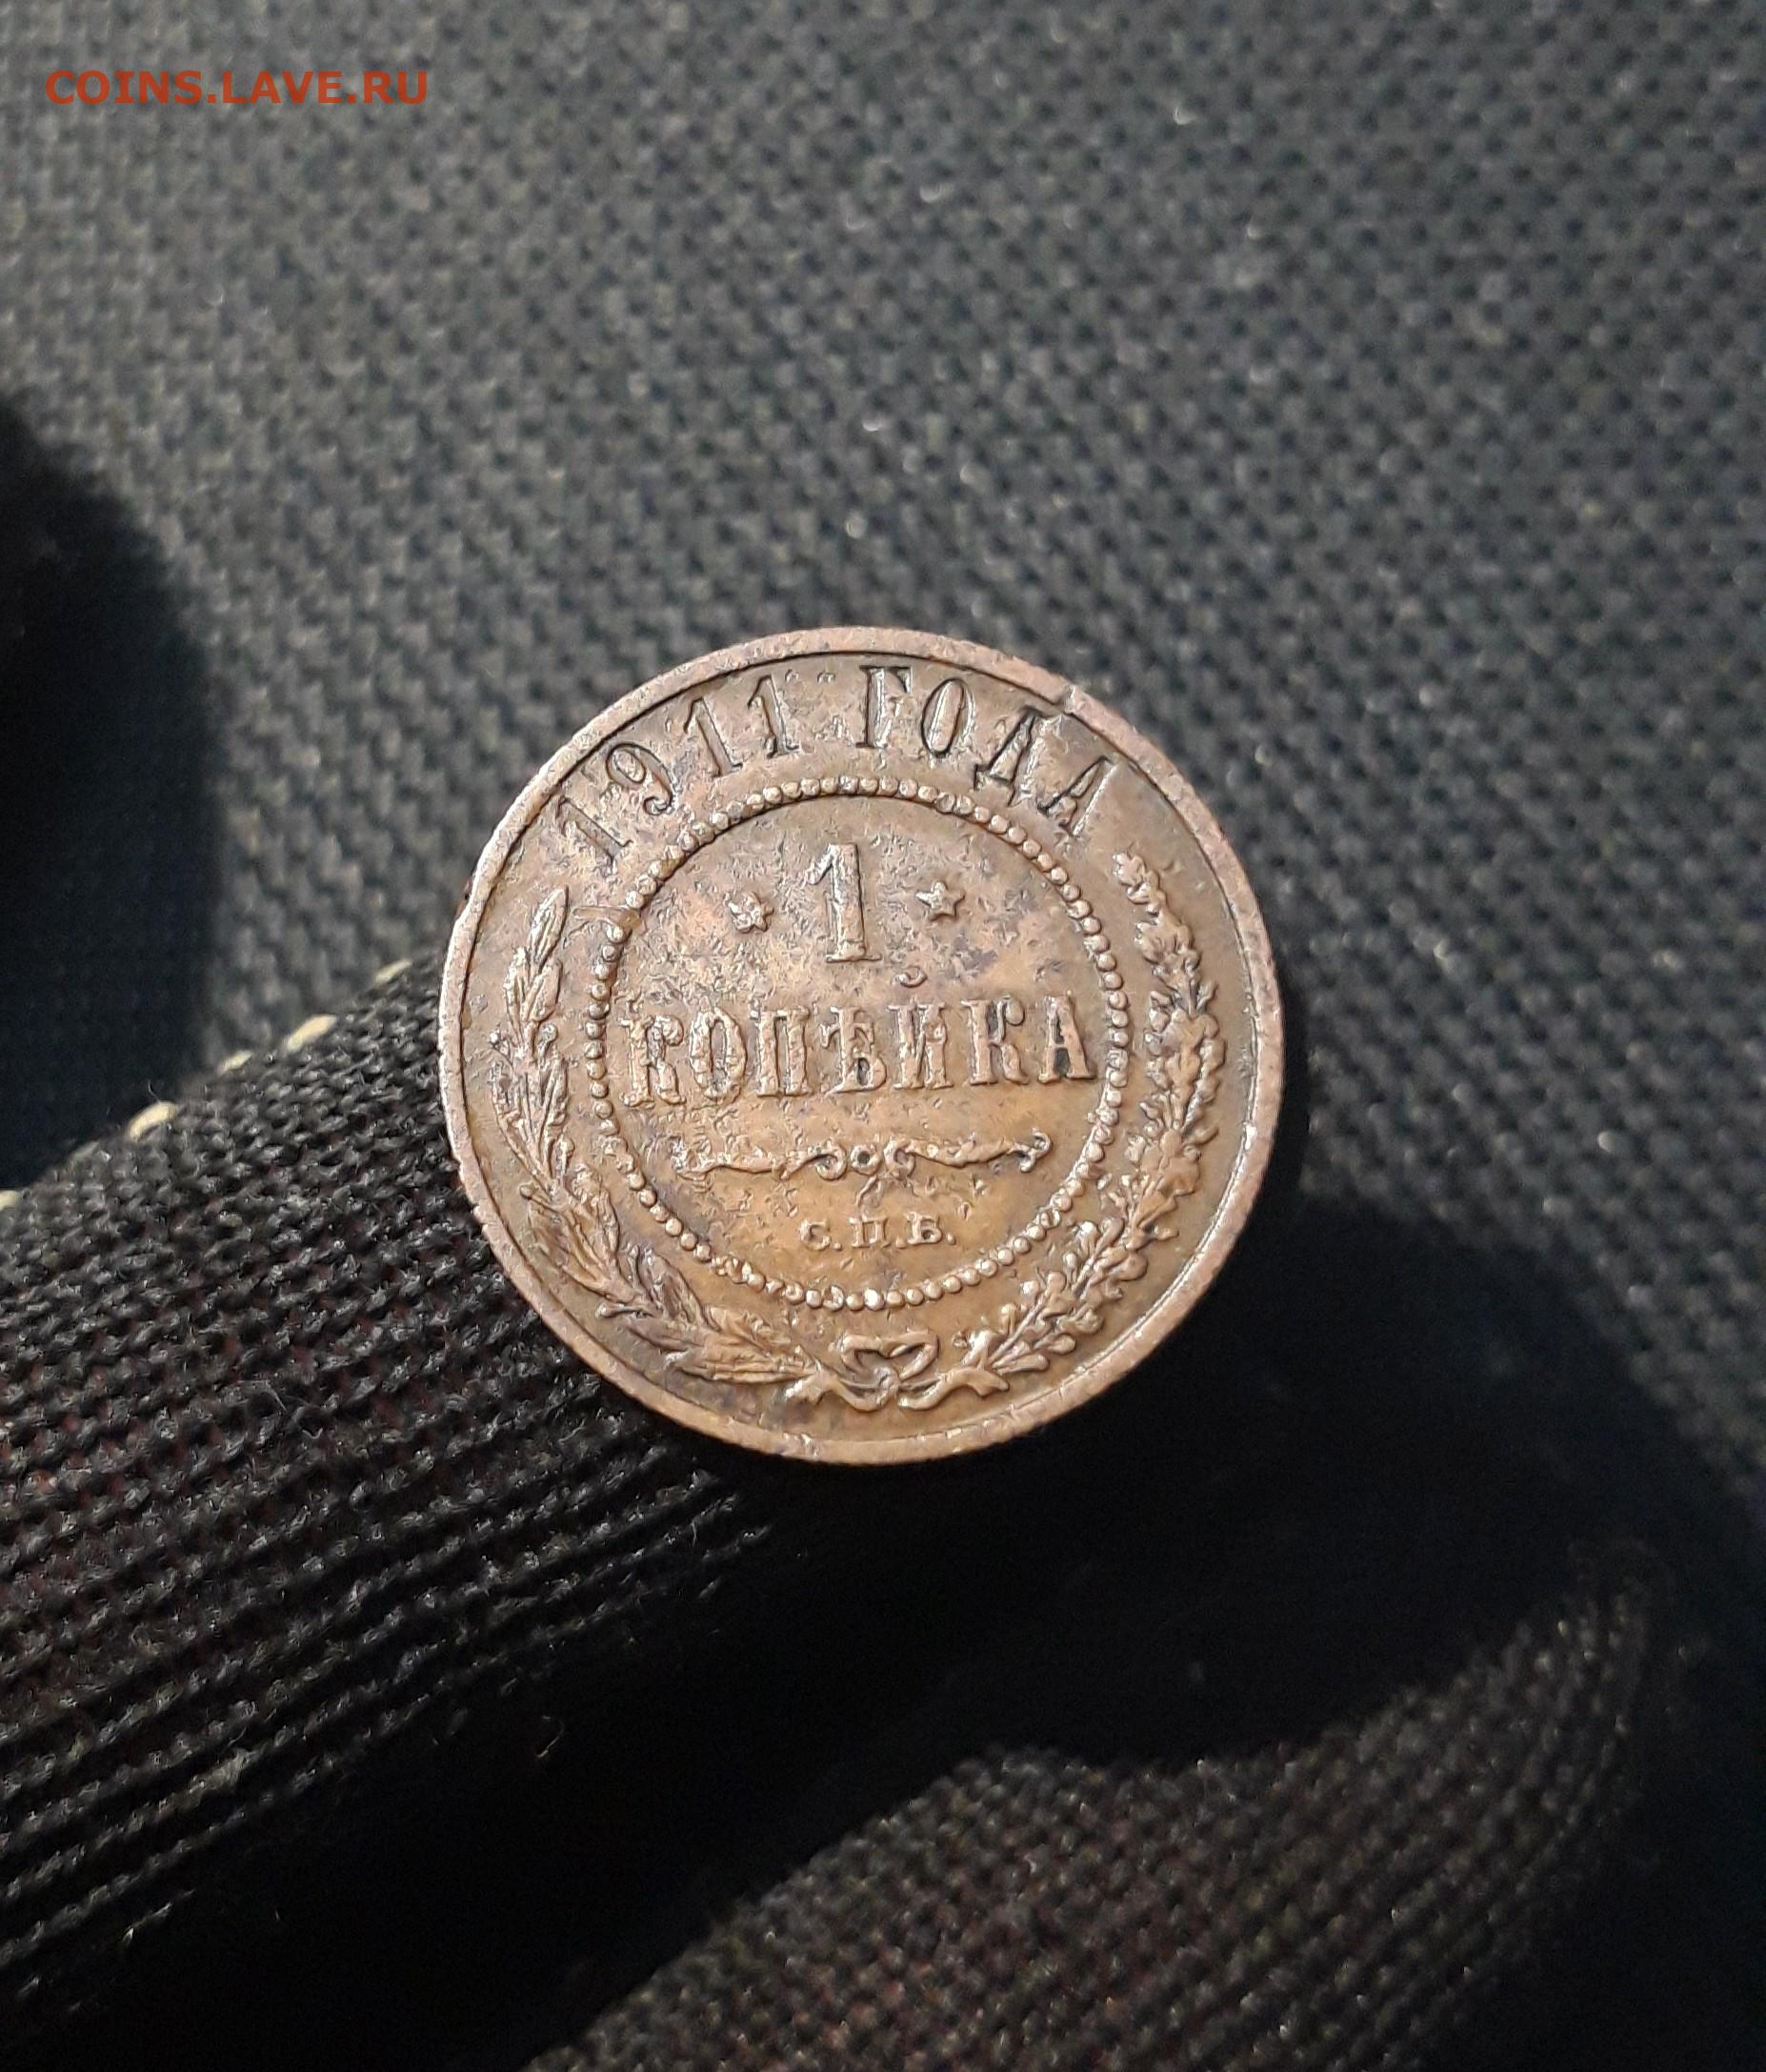 COINS.LAVE.RU
1911 ГОДА
1
КОПѢЙКА
С.П.Б.